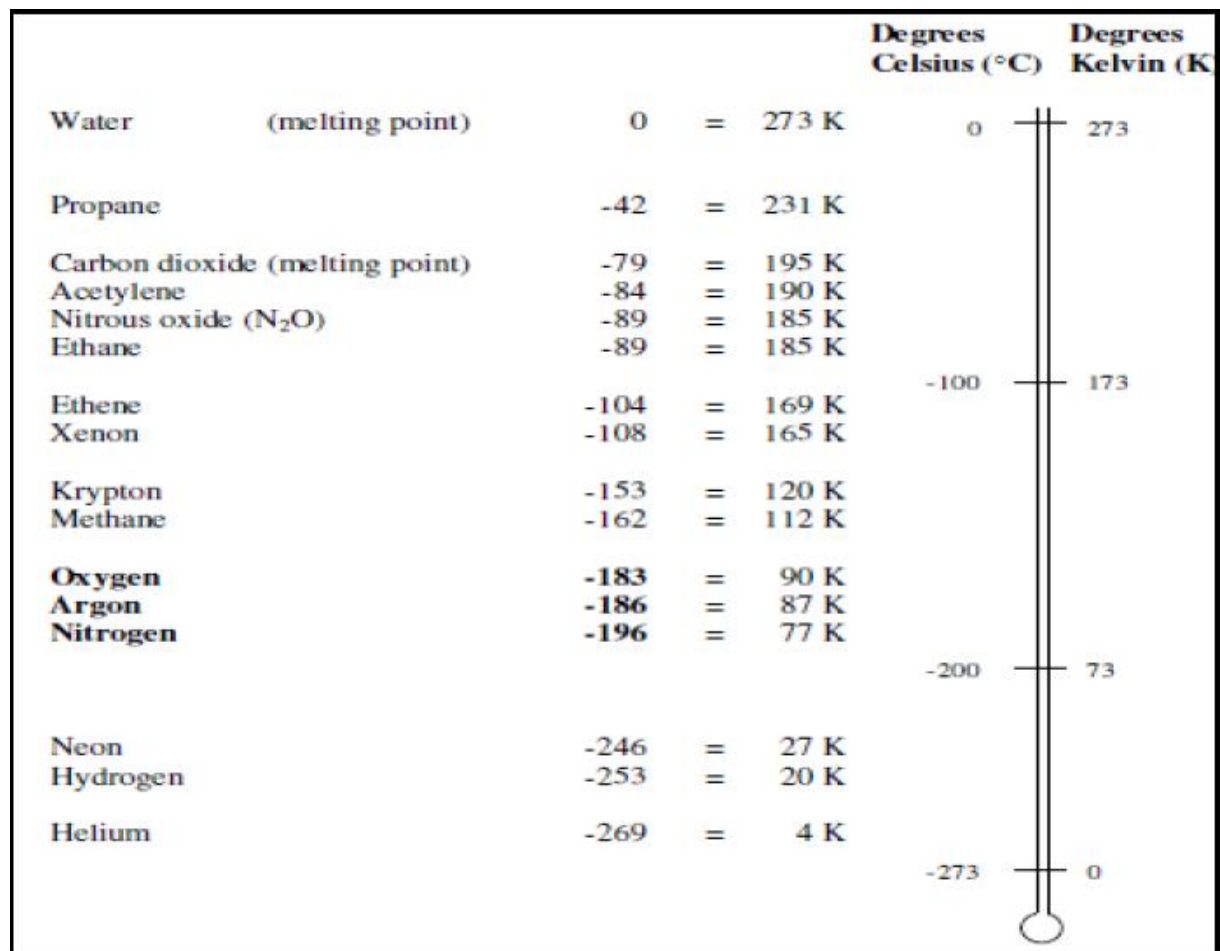 Degrees Degrees
Celsius (°C) Kelvin (K
Water (melting point) 0 = 273 K 0 273
Propane -42 = 231 K
Carbon dioxide (melting point) -79 = 195 K
Acetylene -84 = 190 K
Nitrous oxide (N₂O) -89 = 185 K
Ethane -89 = 185 K
-100 173
Ethene -104 = 169 K
Xenon -108 = 165 K
Krypton -153 = 120 K
Methane -162 = 112 K
Oxygen -183 = 90 K
Argon -186 = 87 K
Nitrogen -196 = 77 K
-200 73
Neon -246 = 27 K
Hydrogen -253 = 20 K
Helium -269 = 4 K
-273 0